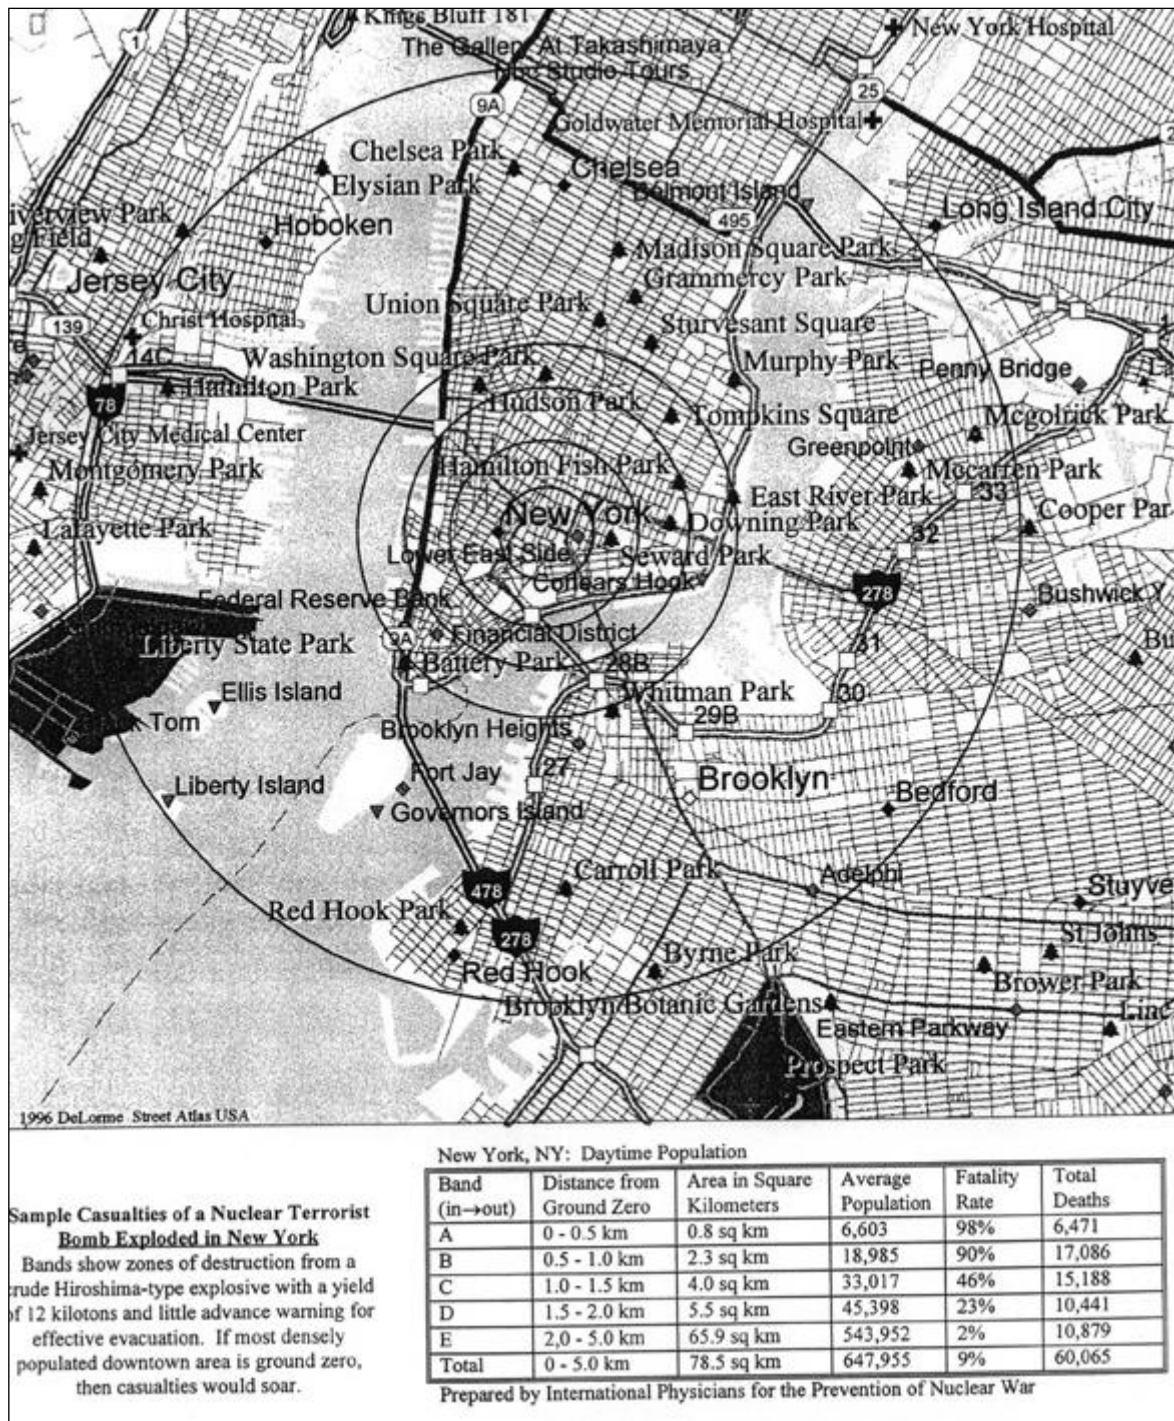 Kings Bluff 181
1
The Gallery At Takashimaya
New York Hospital
Nbc Studio Tours
25
9A
Goldwater Memorial Hospital
Chelsea Park
Chelsea
Elysian Park
Belmont Island
iverview Park
495
Long Island City
g Field
Hoboken
Madison Square Park
Jersey City
Grammercy Park
Union Square Park
139
Christ Hospital
Sturvesant Square
14C
Washington Square Park
Murphy Park
Penny Bridge
La
78
Hamilton Park
Hudson Park
Tompkins Square
Mcgolrick Park
Jersey City Medical Center
Greenpoint
Montgomery Park
Hamilton Fish Park
Mccarren Park
East River Park
33
Lafayette Park
New York
Downing Park
Cooper Par
32
Lower East Side
Seward Park
Corlears Hook
278
Bushwick Y
Federal Reserve Bank
Liberty State Park
9A
Financial District
31
Bu
Battery Park
28B
Ellis Island
Whitman Park
30
k Tom
Brooklyn Heights
29B
Liberty Island
Fort Jay
27
Brooklyn
Governors Island
Bedford
478
Carroll Park
Adelphi
Stuyve
Red Hook Park
278
St Johns
Red Hook
Byrne Park
Brower Park
Brooklyn Botanic Gardens
Eastern Parkway
Linc
Prospect Park
1996 DeLorme Street Atlas USA
New York, NY: Daytime Population
Band (in→out) Distance from Ground Zero Area in Square Kilometers Average Population Fatality Rate Total Deaths
A 0 - 0.5 km 0.8 sq km 6,603 98% 6,471
B 0.5 - 1.0 km 2.3 sq km 18,985 90% 17,086
C 1.0 - 1.5 km 4.0 sq km 33,017 46% 15,188
D 1.5 - 2.0 km 5.5 sq km 45,398 23% 10,441
E 2,0 - 5.0 km 65.9 sq km 543,952 2% 10,879
Total 0 - 5.0 km 78.5 sq km 647,955 9% 60,065
Prepared by International Physicians for the Prevention of Nuclear War
Sample Casualties of a Nuclear Terrorist
Bomb Exploded in New York
Bands show zones of destruction from a
crude Hiroshima-type explosive with a yield
of 12 kilotons and little advance warning for
effective evacuation. If most densely
populated downtown area is ground zero,
then casualties would soar.